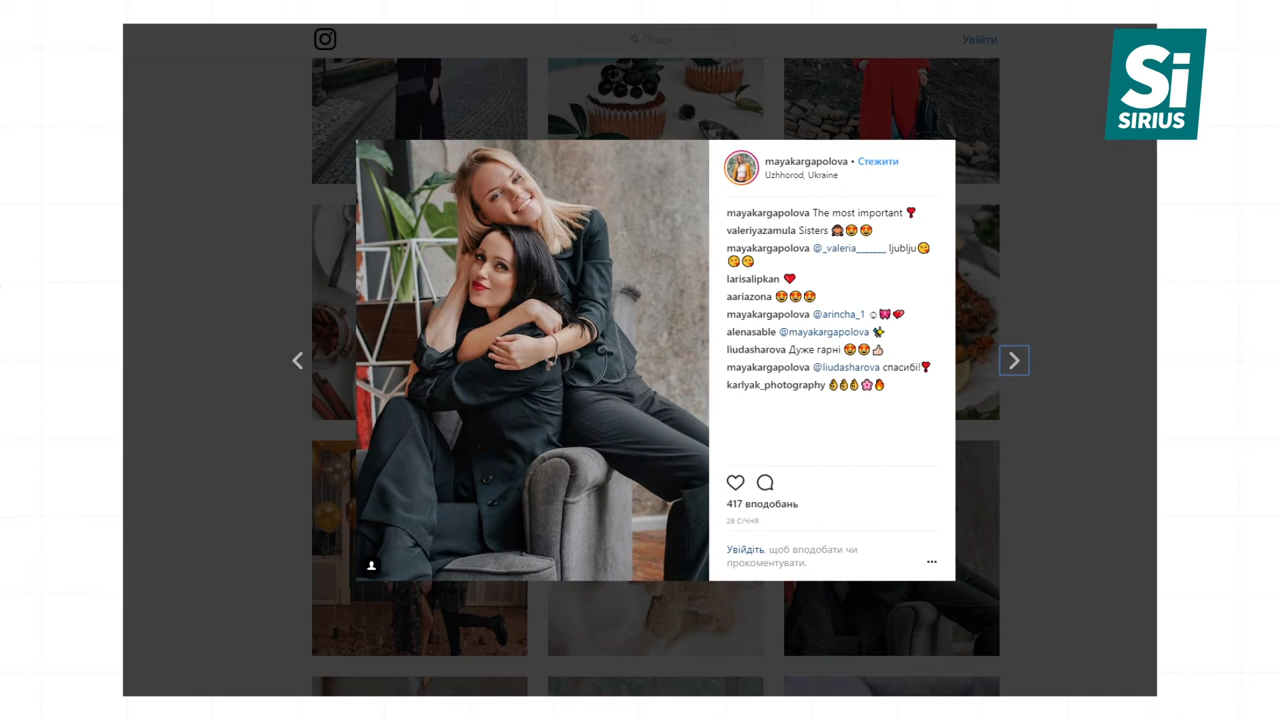 Пошук
Увійти
Si
SIRIUS
mayakargapolova • Стежити
Uzhhorod, Ukraine
mayakargapolova The most important ❣
valeriyazamula Sisters 🙈😍😍
mayakargapolova @_valeria______ ljublju😘
😘😘
larisalipkan ❤
aariazona 😍😍😍
mayakargapolova @arincha_1 ☺🎀💕
alenasable @mayakargapolova ✨
liudasharova Дуже гарні 😍😍👍🏻
mayakargapolova @liudasharova спасибі!❣
karlyak_photography 👌👌👌🌸🔥
417 вподобань
26 СІЧНЯ
Увійдіть, щоб вподобати чи
прокоментувати.